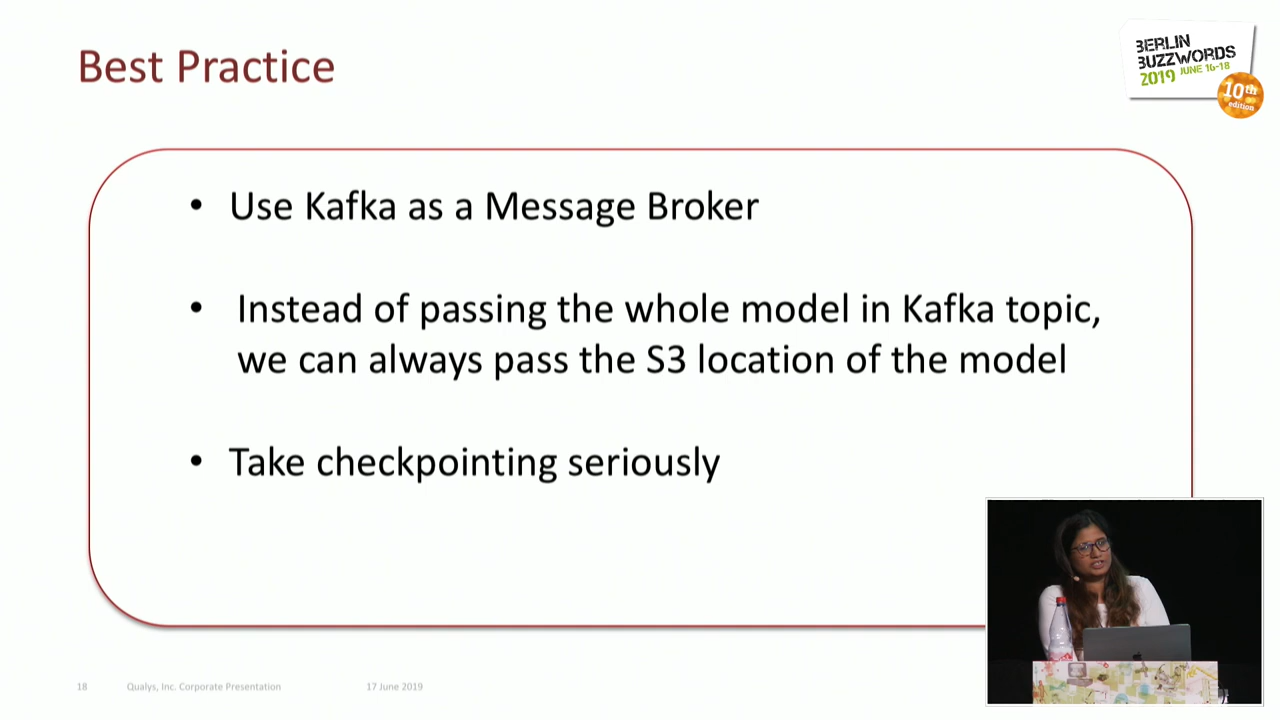 Best Practice
BERLIN
BUZZWORDS
2019 JUNE 16-18
10th
edition
• Use Kafka as a Message Broker
• Instead of passing the whole model in Kafka topic,
we can always pass the S3 location of the model
• Take checkpointing seriously
18 Qualys, Inc. Corporate Presentation 17 June 2019